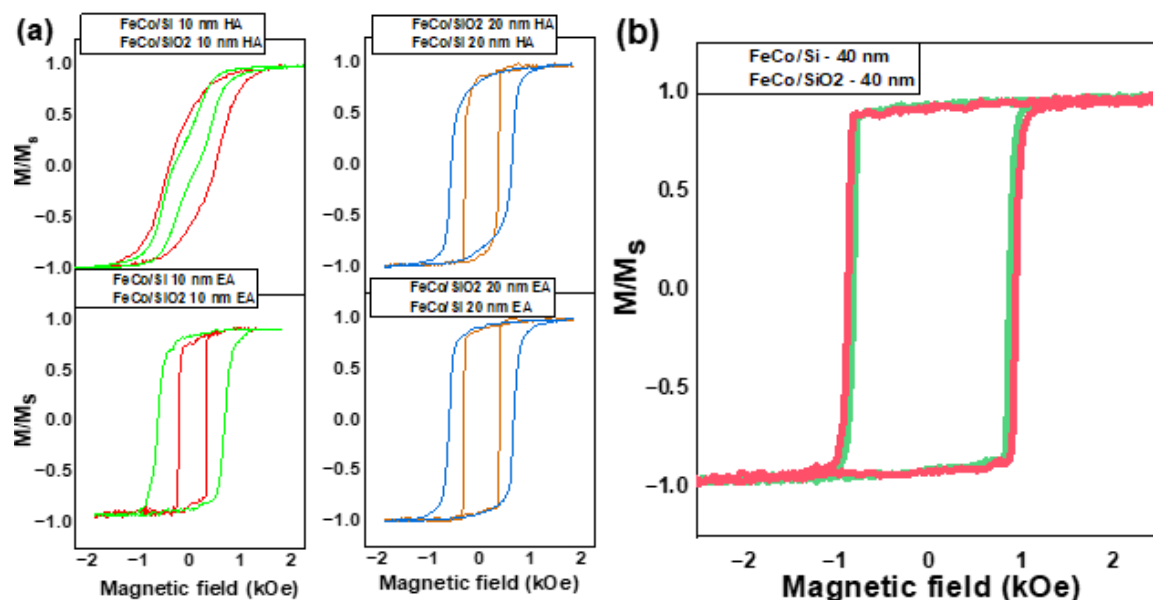 (a)
FeCo/SI 10 nm HA
FeCo/SIO2 10 nm HA
1.0
0.5
0.0
−0.5
−1.0
M/Ms
FeCo/SIO2 20 nm HA
FeCo/SI 20 nm HA
1.0
0.5
0.0
−0.5
−1.0
FeCo/SI 10 nm EA
FeCo/SIO2 10 nm EA
1.0
0.5
0.0
−0.5
−1.0
M/Ms
−2 −1 0 1 2
Magnetic field (kOe)
FeCo/SIO2 20 nm EA
FeCo/SI 20 nm EA
1.0
0.5
0.0
−0.5
−1.0
−2 −1 0 1 2
Magnetic field (kOe)
(b)
FeCo/Si - 40 nm
FeCo/SiO2 - 40 nm
1.0
0.5
0.0
−0.5
−1.0
M/Ms
−2 −1 0 1 2
Magnetic field (kOe)